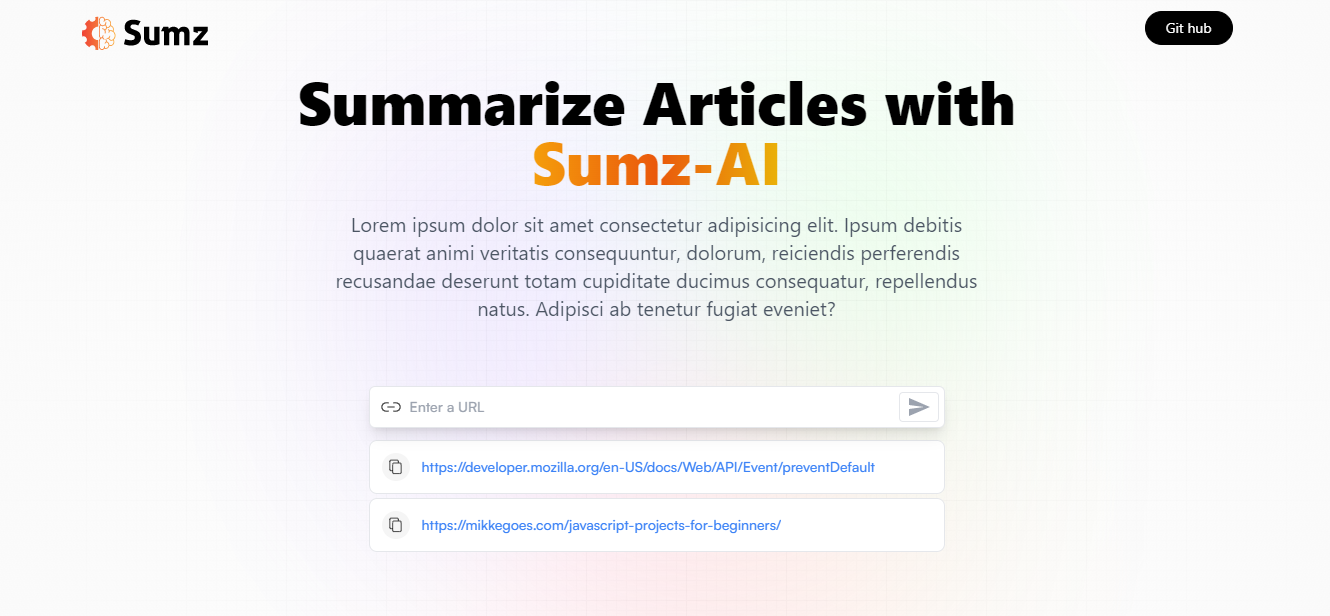 Sumz
Git hub
Summarize Articles with
Sumz-AI
Lorem ipsum dolor sit amet consectetur adipisicing elit. Ipsum debitis
quaerat animi veritatis consequuntur, dolorum, reiciendis perferendis
recusandae deserunt totam cupiditate ducimus consequatur, repellendus
natus. Adipisci ab tenetur fugiat eveniet?
Enter a URL
https://developer.mozilla.org/en-US/docs/Web/API/Event/preventDefault
https://mikkegoes.com/javascript-projects-for-beginners/